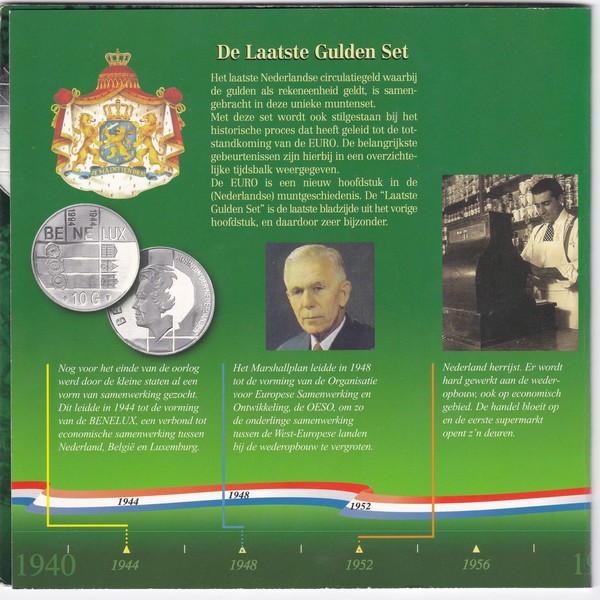 De Laatste Gulden Set
Het laatste Nederlandse circulatiegeld waarbij
de gulden als rekeneenheid geldt, is samen-
gebracht in deze unieke muntenset.
Met deze set wordt ook stilgestaan bij het
historische proces dat heeft geleid tot de tot-
standkoming van de EURO. De belangrijkste
gebeurtenissen zijn hierbij in een overzichte-
lijke tijdsbalk weergegeven.
De EURO is een nieuw hoofdstuk in de
(Nederlandse) muntgeschiedenis. De "Laatste
Gulden Set" is de laatste bladzijde uit het vorige
hoofdstuk, en daardoor zeer bijzonder.
1994
1944
BE NE LUX
10 G
Nog voor het einde van de oorlog
werd door de kleine staten al een
vorm van samenwerking gezocht.
Dit leidde in 1944 tot de vorming
van de BENELUX, een verbond tot
economische samenwerking tussen
Nederland, België en Luxemburg.
Het Marshallplan leidde in 1948
tot de vorming van de Organisatie
voor Europese Samenwerking en
Ontwikkeling, de OESO, om zo
de onderlinge samenwerking
tussen de West-Europese landen
bij de wederopbouw te vergroten.
Nederland herrijst. Er wordt
hard gewerkt aan de weder-
opbouw, ook op economisch
gebied. De handel bloeit op
en de eerste supermarkt
opent z'n deuren.
1944
1948
1952
1940
1944
1948
1952
1956